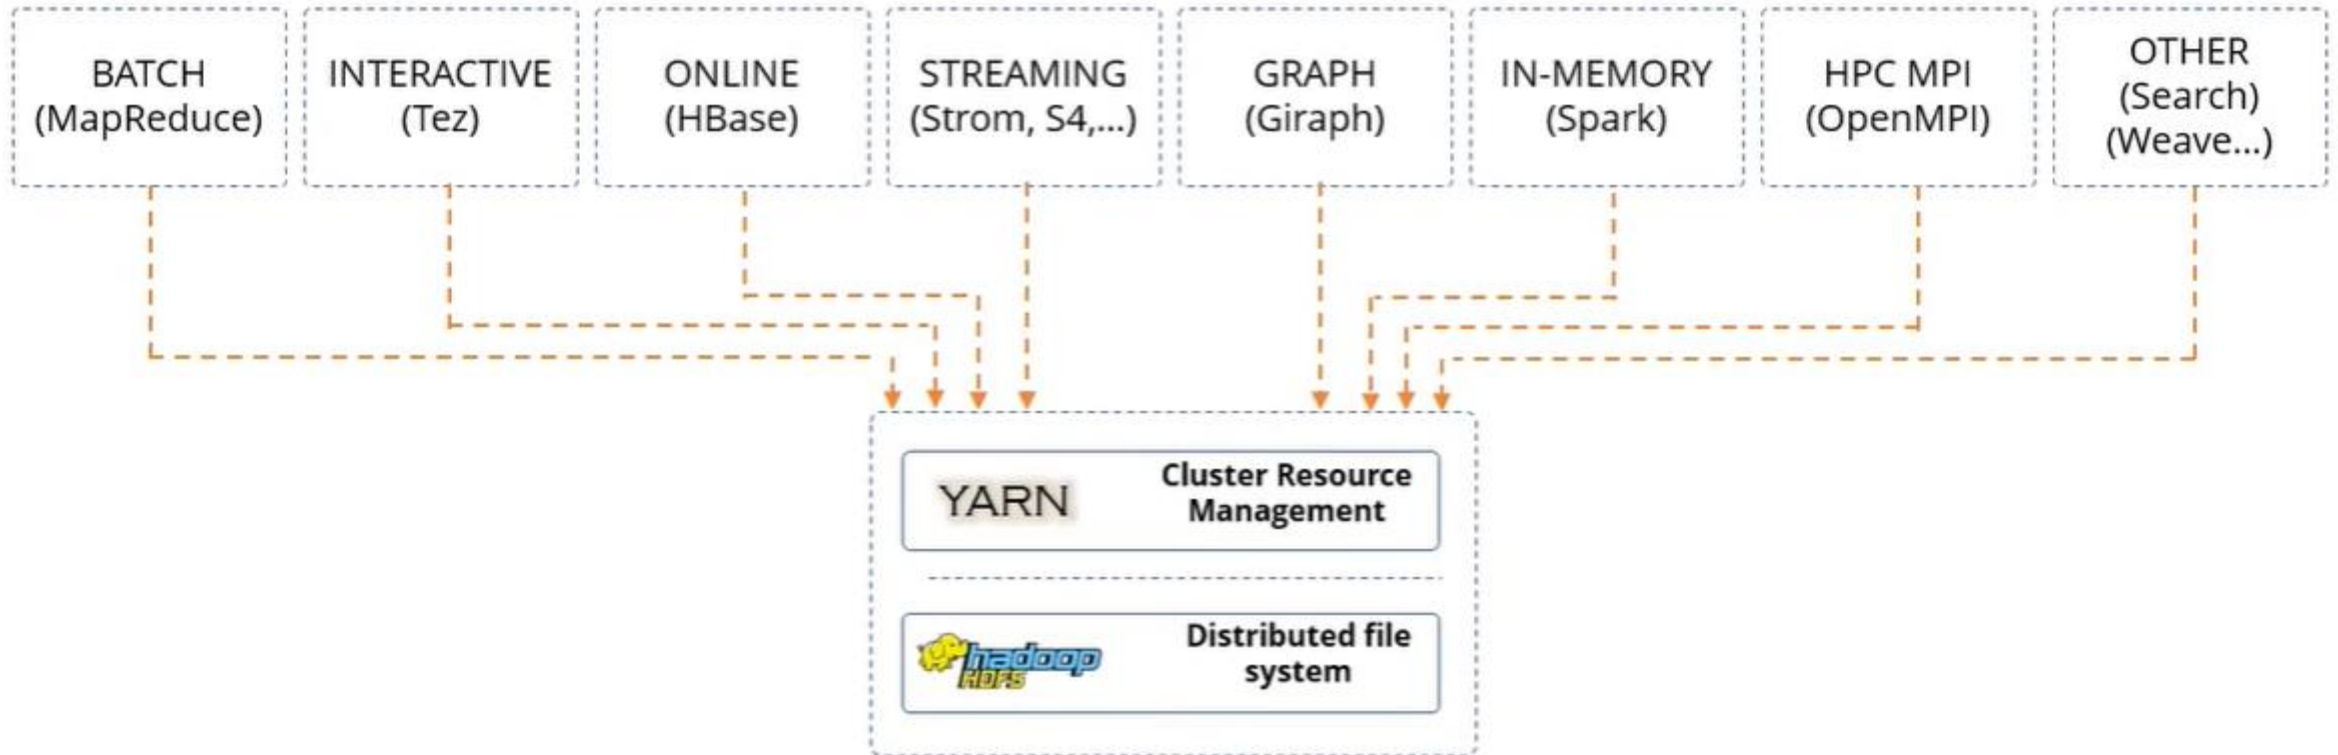 BATCH
(MapReduce)
INTERACTIVE
(Tez)
ONLINE
(HBase)
STREAMING
(Strom, S4,...)
GRAPH
(Giraph)
IN-MEMORY
(Spark)
HPC MPI
(OpenMPI)
OTHER
(Search)
(Weave...)
YARN
Cluster Resource
Management
hadoop
HDFS
Distributed file
system